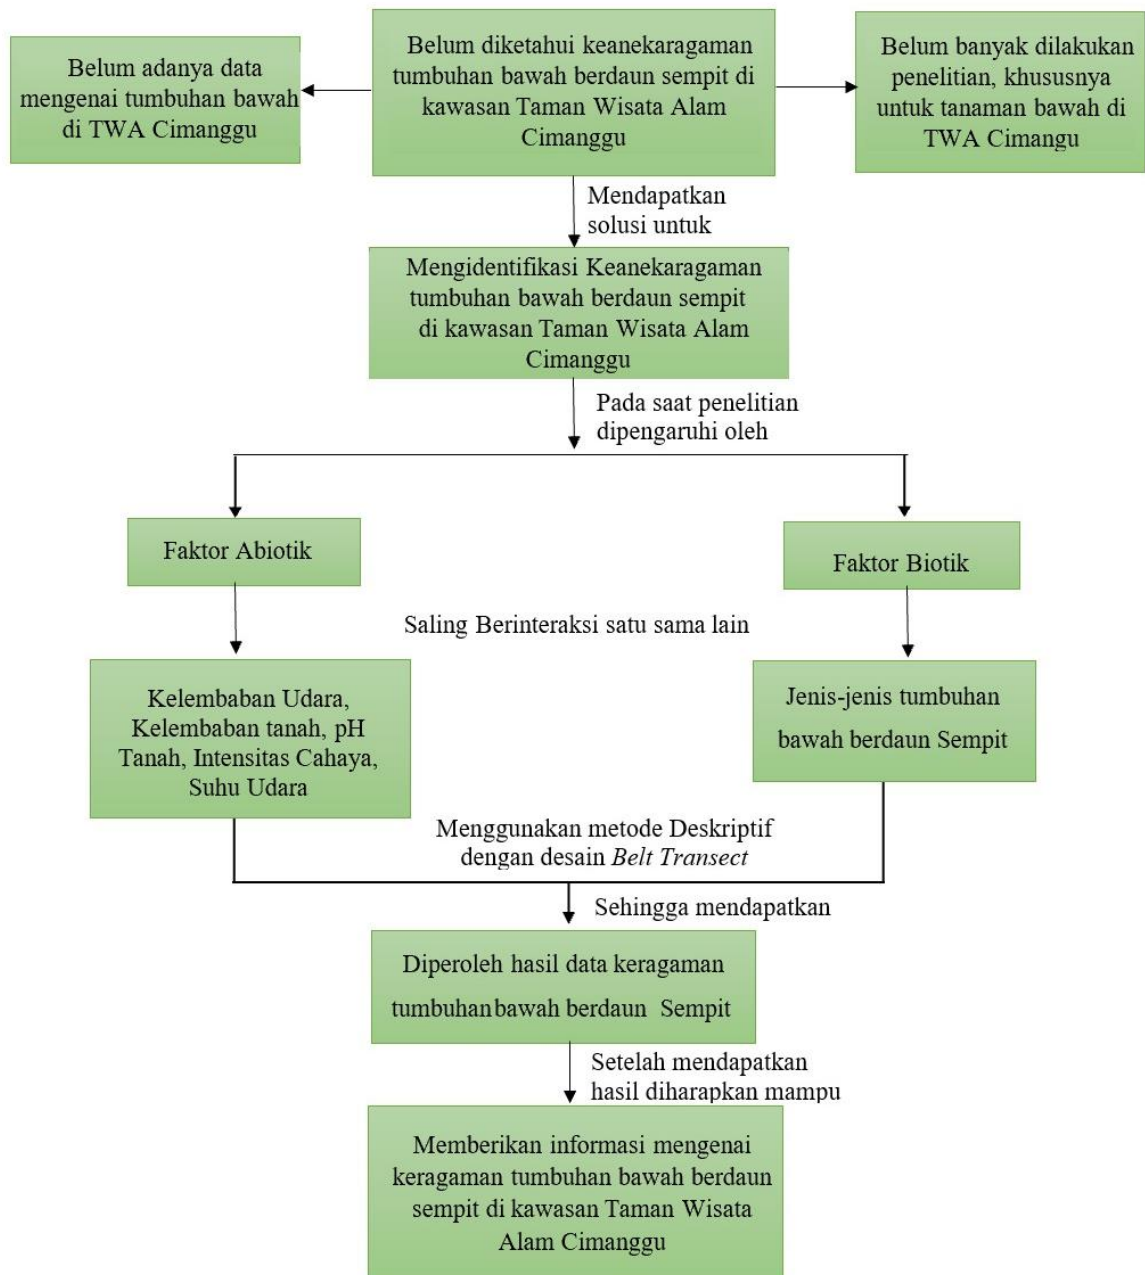 Belum adanya data
mengenai tumbuhan bawah
di TWA Cimanggu
Belum diketahui keanekaragaman
tumbuhan bawah berdaun sempit di
kawasan Taman Wisata Alam
Cimanggu
Belum banyak dilakukan
penelitian, khususnya
untuk tanaman bawah di
TWA Cimangu
Mendapatkan
solusi untuk
Mengidentifikasi Keanekaragaman
tumbuhan bawah berdaun sempit
di kawasan Taman Wisata Alam
Cimanggu
Pada saat penelitian
dipengaruhi oleh
Faktor Abiotik
Faktor Biotik
Saling Berinteraksi satu sama lain
Kelembaban Udara,
Kelembaban tanah, pH
Tanah, Intensitas Cahaya,
Suhu Udara
Jenis-jenis tumbuhan
bawah berdaun Sempit
Menggunakan metode Deskriptif
dengan desain Belt Transect
Sehingga mendapatkan
Diperoleh hasil data keragaman
tumbuhan bawah berdaun Sempit
Setelah mendapatkan
hasil diharapkan mampu
Memberikan informasi mengenai
keragaman tumbuhan bawah berdaun
sempit di kawasan Taman Wisata
Alam Cimanggu